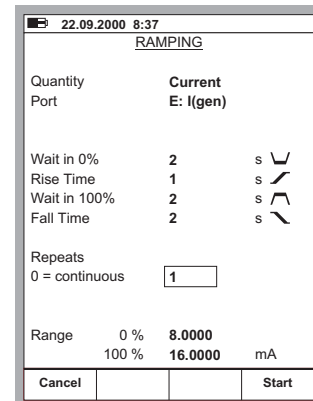 22.09.2000 8:37
RAMPING
Quantity Current
Port E: I(gen)
Wait in 0% 2 s
Rise Time 1 s
Wait in 100% 2 s
Fall Time 2 s
Repeats
0 = continuous 1
Range 0 % 8.0000
100 % 16.0000 mA
Cancel Start